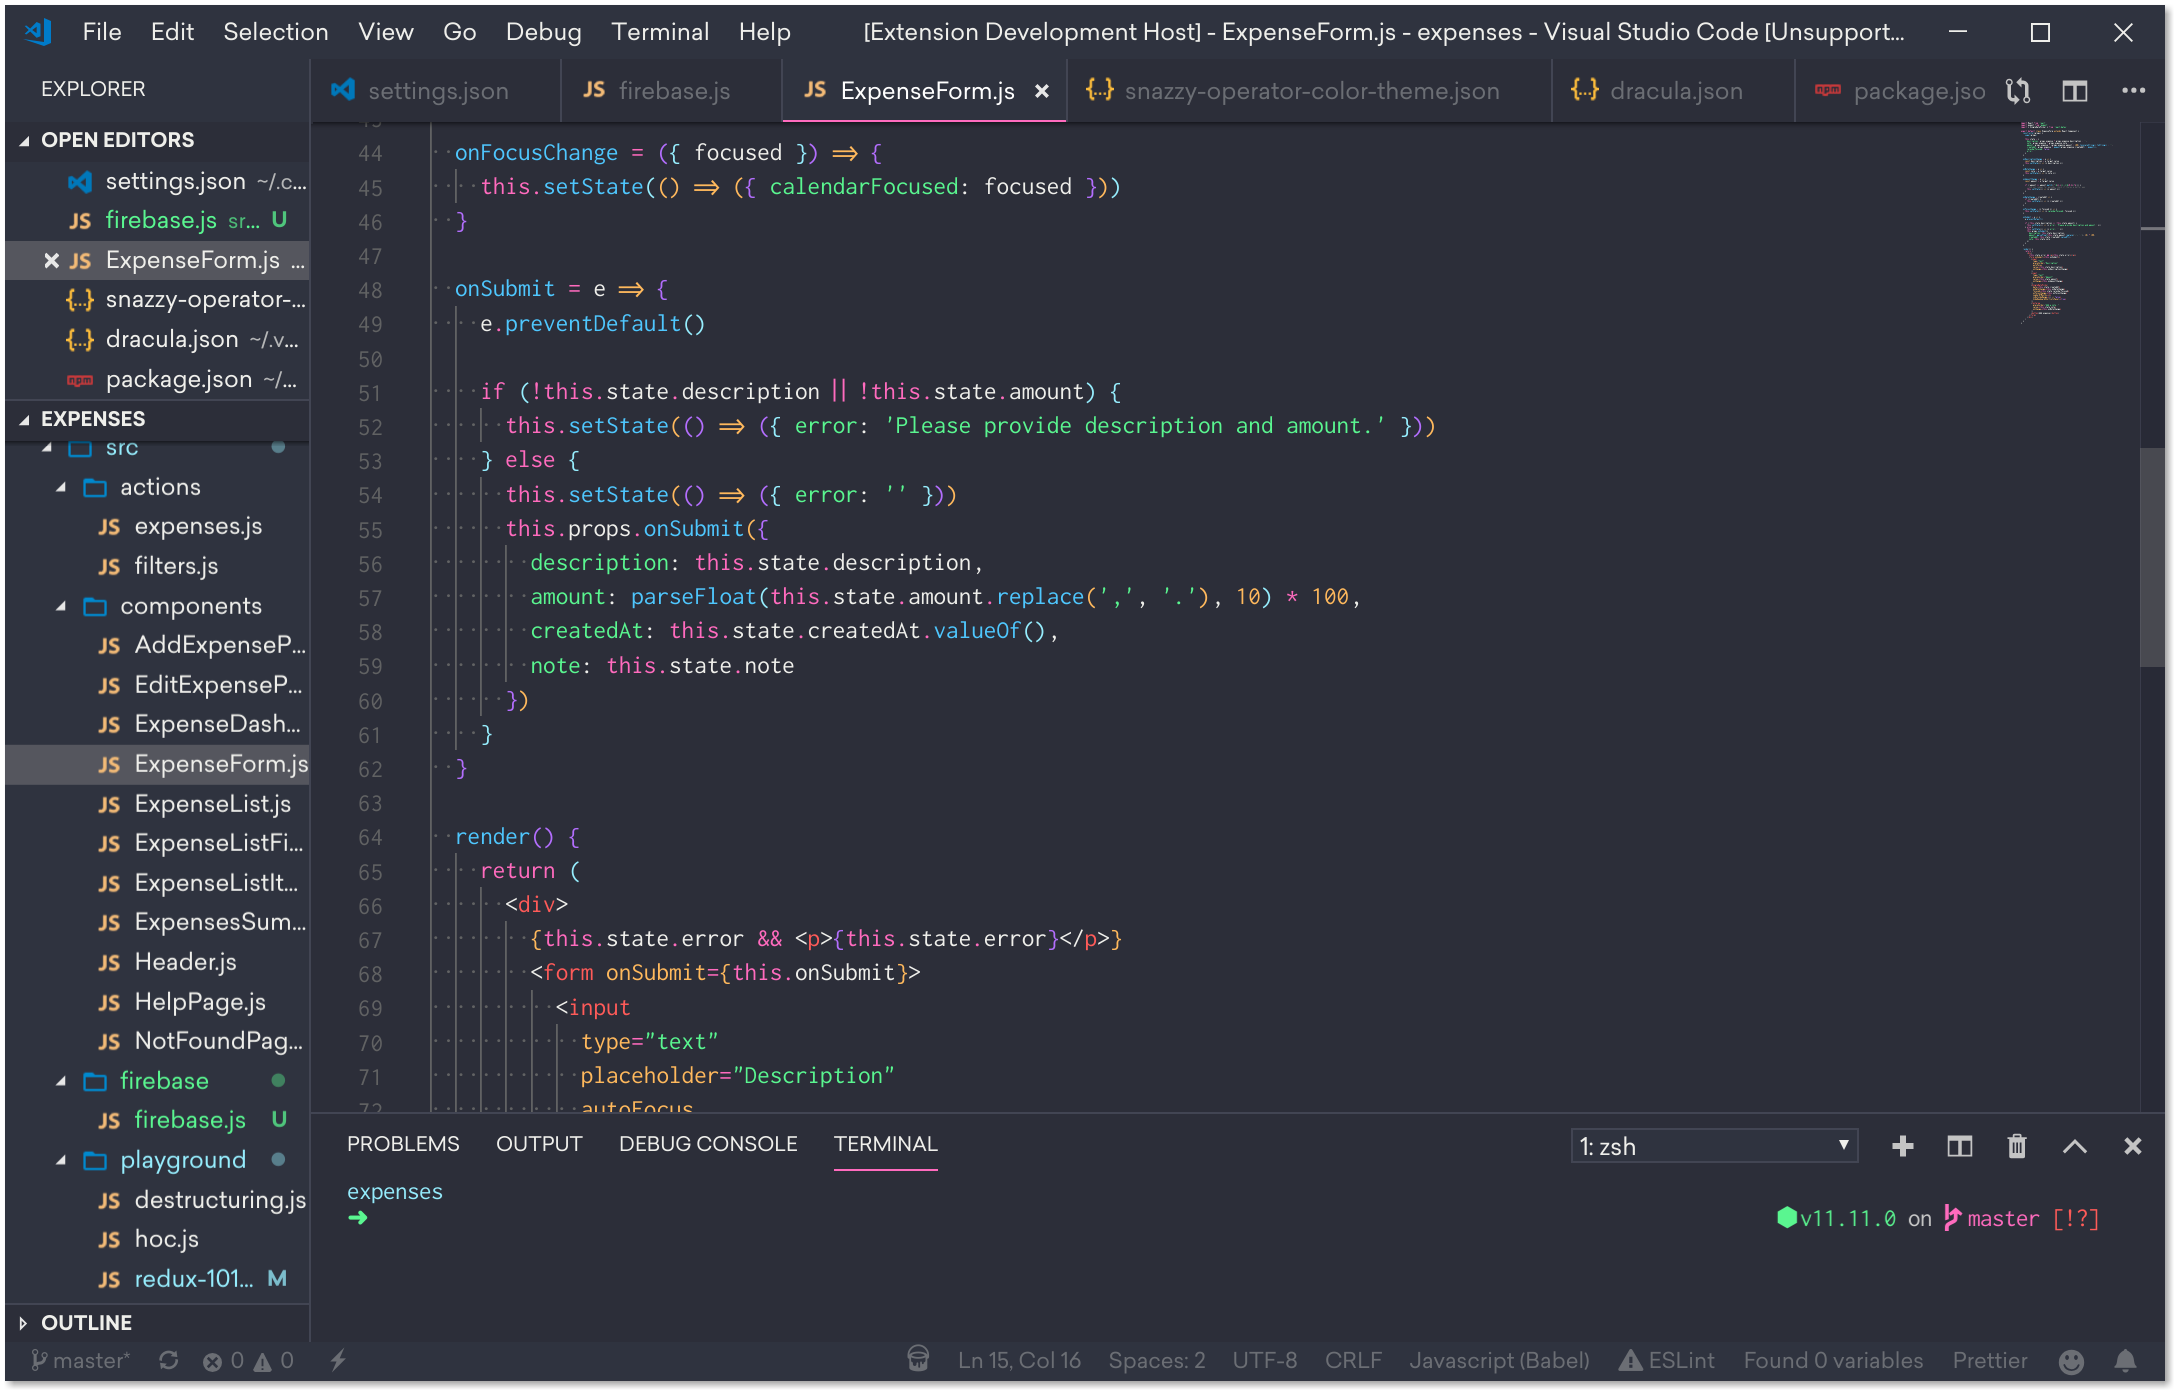 File Edit Selection View Go Debug Terminal Help [Extension Development Host] - ExpenseForm.js - expenses - Visual Studio Code [Unsupport...
EXPLORER
settings.json
JS firebase.js
JS ExpenseForm.js ×
{..} snazzy-operator-color-theme.json
{..} dracula.json
npm package.jso
OPEN EDITORS
settings.json ~/.c...
JS firebase.js sr... U
JS ExpenseForm.js ...
{..} snazzy-operator-...
{..} dracula.json ~/.v...
npm package.json ~/...
EXPENSES
src
actions
JS expenses.js
JS filters.js
components
JS AddExpenseP...
JS EditExpenseP...
JS ExpenseDash...
JS ExpenseForm.js
JS ExpenseList.js
JS ExpenseListFi...
JS ExpenseListIt...
JS ExpensesSum...
JS Header.js
JS HelpPage.js
JS NotFoundPag...
firebase
JS firebase.js U
playground
JS destructuring.js
JS hoc.js
JS redux-101... M
OUTLINE
44 onFocusChange = ({ focused }) => {
45 this.setState(() => ({ calendarFocused: focused }))
46 }
47
48 onSubmit = e => {
49 e.preventDefault()
50
51 if (!this.state.description || !this.state.amount) {
52 this.setState(() => ({ error: 'Please provide description and amount.' }))
53 } else {
54 this.setState(() => ({ error: '' }))
55 this.props.onSubmit({
56 description: this.state.description,
57 amount: parseFloat(this.state.amount.replace(',', '.'), 10) * 100,
58 createdAt: this.state.createdAt.valueOf(),
59 note: this.state.note
60 })
61 }
62 }
63
64 render() {
65 return (
66 <div>
67 {this.state.error && <p>{this.state.error}</p>}
68 <form onSubmit={this.onSubmit}>
69 <input
70 type="text"
71 placeholder="Description"
72 autoFocus
PROBLEMS OUTPUT DEBUG CONSOLE TERMINAL 1: zsh
expenses
➜ v11.11.0 on master [!?]
master* 0 0 Ln 15, Col 16 Spaces: 2 UTF-8 CRLF Javascript (Babel) ESLint Found 0 variables Prettier